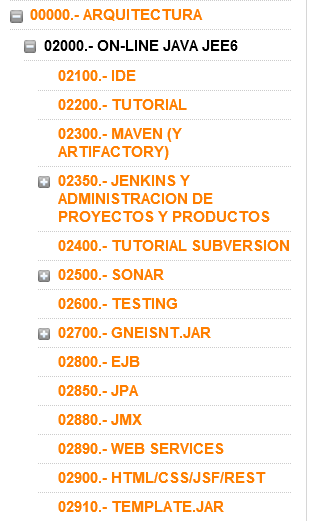 00000.- ARQUITECTURA
02000.- ON-LINE JAVA JEE6
02100.- IDE
02200.- TUTORIAL
02300.- MAVEN (Y
ARTIFACTORY)
02350.- JENKINS Y
ADMINISTRACION DE
PROYECTOS Y PRODUCTOS
02400.- TUTORIAL SUBVERSION
02500.- SONAR
02600.- TESTING
02700.- GNEISNT.JAR
02800.- EJB
02850.- JPA
02880.- JMX
02890.- WEB SERVICES
02900.- HTML/CSS/JSF/REST
02910.- TEMPLATE.JAR